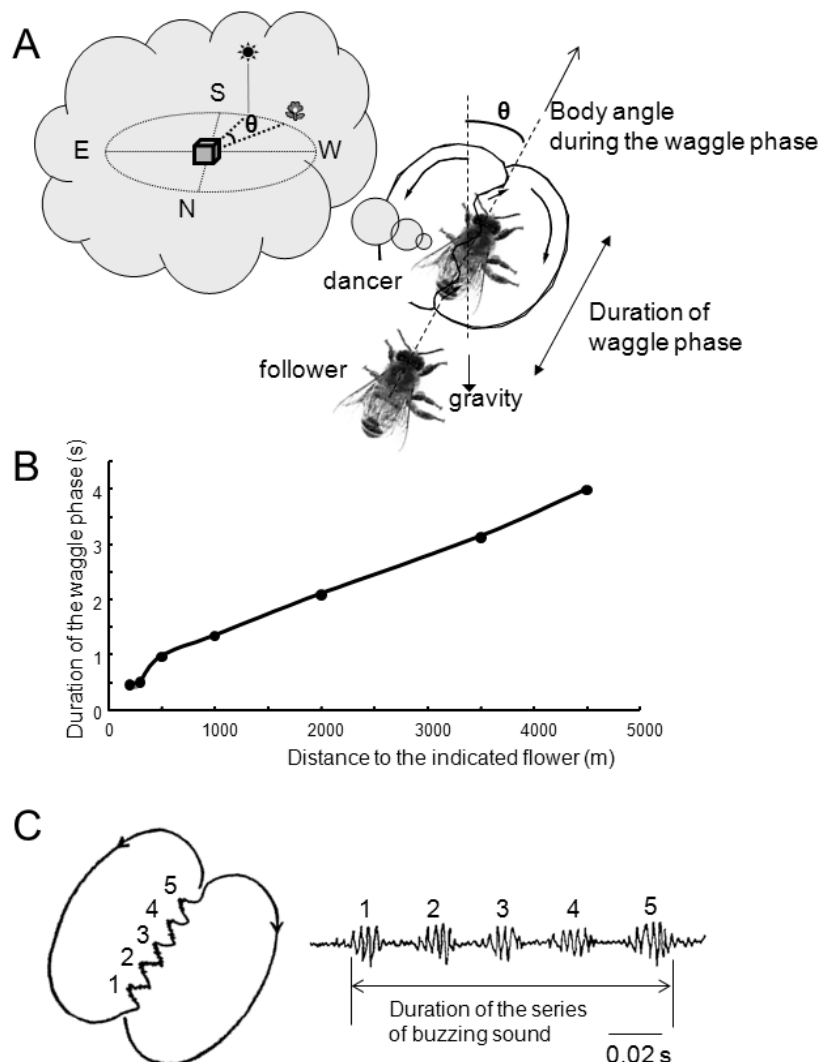 A
S
θ
E
W
N
θ
Body angle
during the waggle phase
dancer
Duration of
waggle phase
follower
gravity
B
Duration of the waggle phase (s)
4
3
2
1
0
0 1000 2000 3000 4000 5000
Distance to the indicated flower (m)
C
5
4
3
2
1
1 2 3 4 5
Duration of the series
of buzzing sound
0.02 s